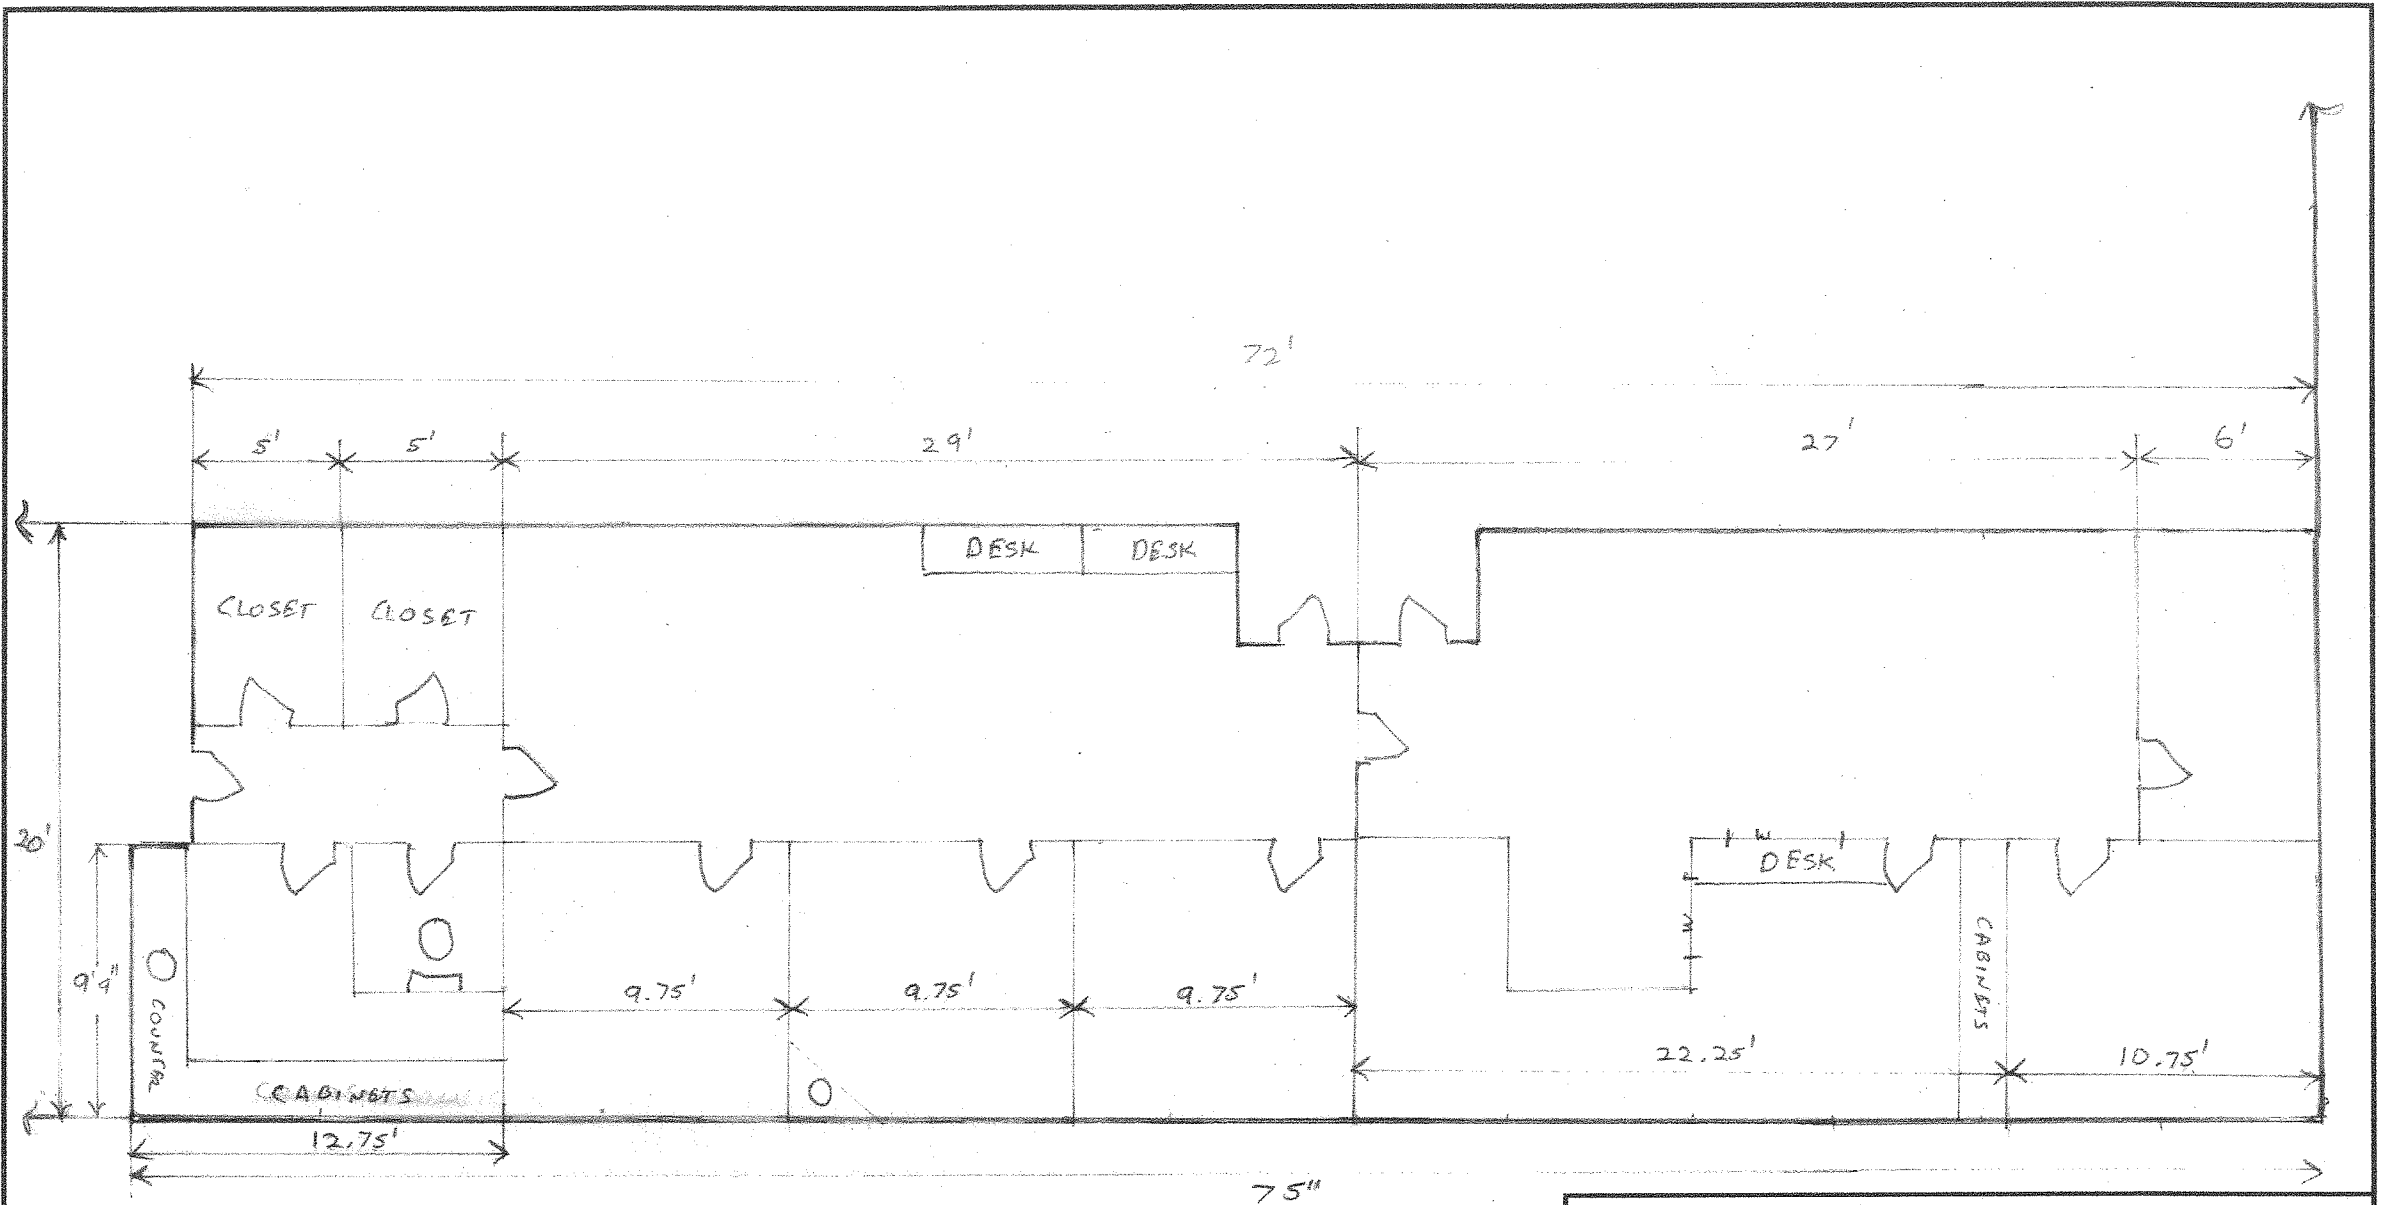 72'
5' 5' 29' 27' 6'
DESK DESK
CLOSET CLOSET
20'
W
DESK
9'4"
COUNTER
W
CABINETS
9.75' 9.75' 9.75'
22.25' 10.75'
CABINETS
12.75'
75"